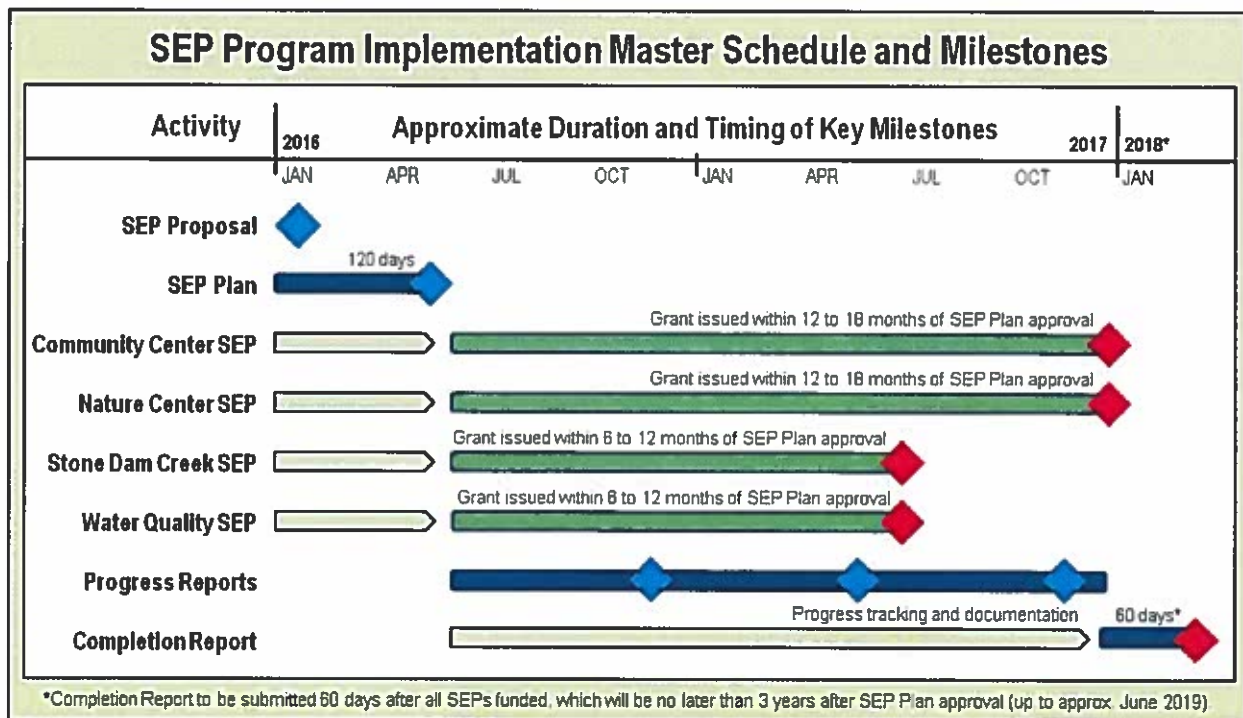 SEP Program Implementation Master Schedule and Milestones
Activity
Approximate Duration and Timing of Key Milestones
2016
2017
2018*
JAN APR JUL OCT JAN APR JUL OCT JAN
SEP Proposal
120 days
SEP Plan
Grant issued within 12 to 18 months of SEP Plan approval
Community Center SEP
Grant issued within 12 to 18 months of SEP Plan approval
Nature Center SEP
Grant issued within 6 to 12 months of SEP Plan approval
Stone Dam Creek SEP
Grant issued within 6 to 12 months of SEP Plan approval
Water Quality SEP
Progress Reports
Progress tracking and documentation
60 days*
Completion Report
*Completion Report to be submitted 60 days after all SEPs funded, which will be no later than 3 years after SEP Plan approval (up to approx. June 2019)